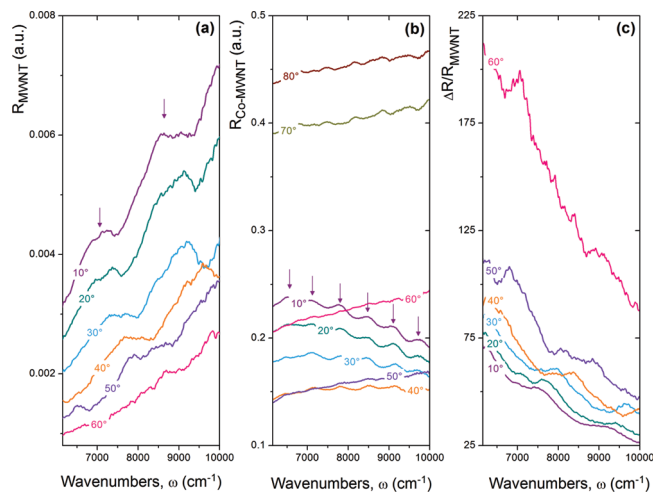 (a)
0.008
0.006
0.004
0.002
R_MWNT (a.u.)
10°
20°
30°
40°
50°
60°
7000 8000 9000 10000
Wavenumbers, ω (cm⁻¹)
(b)
0.5
0.4
0.3
0.2
0.1
R_Co-MWNT (a.u.)
80°
70°
10°
60°
20°
30°
50°
40°
7000 8000 9000 10000
Wavenumbers, ω (cm⁻¹)
(c)
225
175
125
75
25
ΔR/R_MWNT
60°
50°
40°
30°
20°
10°
7000 8000 9000 10000
Wavenumbers, ω (cm⁻¹)